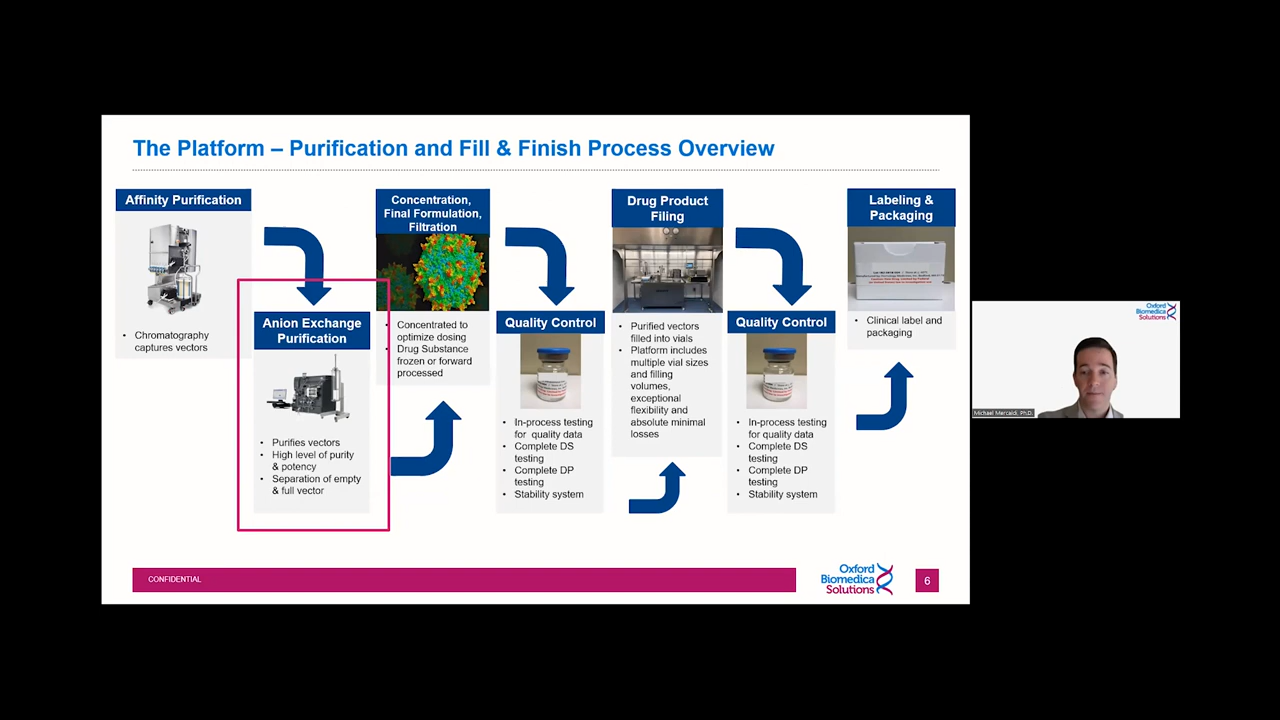 The Platform – Purification and Fill & Finish Process Overview
Affinity Purification
• Chromatography
captures vectors
Anion Exchange
Purification
• Purifies vectors
• High level of purity
& potency
• Separation of empty
& full vector
Concentration,
Final Formulation,
Filtration
• Concentrated to
optimize dosing
• Drug Substance
frozen or forward
processed
Quality Control
• In-process testing
for quality data
• Complete DS
testing
• Complete DP
testing
• Stability system
Drug Product
Filing
• Purified vectors
filled into vials
• Platform includes
multiple vial sizes
and filling
volumes,
exceptional
flexibility and
absolute minimal
losses
Quality Control
• In-process testing
for quality data
• Complete DS
testing
• Complete DP
testing
• Stability system
Labeling &
Packaging
• Clinical label and
packaging
CONFIDENTIAL
Oxford
Biomedica
Solutions
6
Oxford
Biomedica
Solutions
Michael Mercaldi, Ph.D.